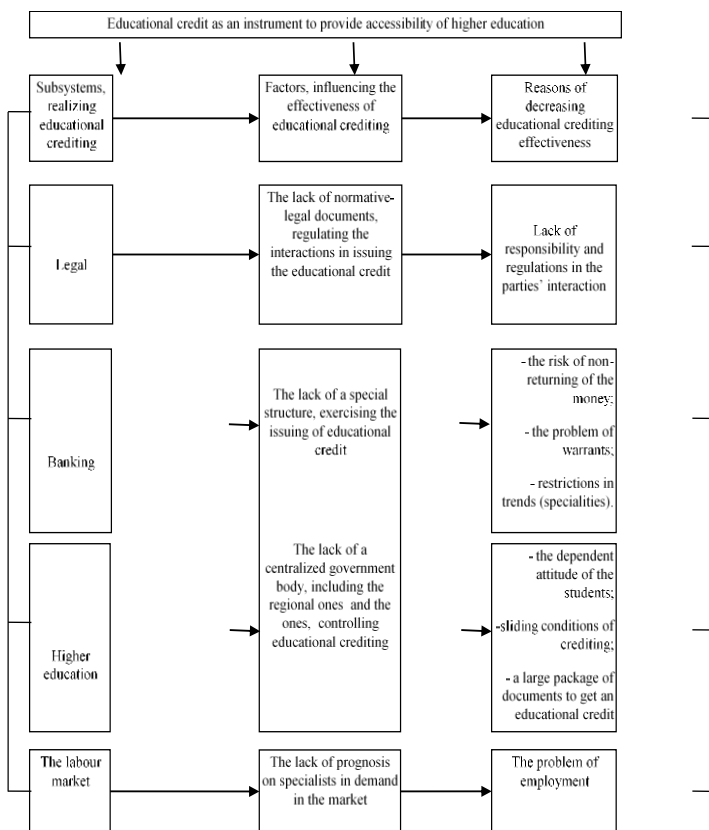 Educational credit as an instrument to provide accessibility of higher education
Subsystems,
realizing
educational
crediting
Factors, influencing the
effectiveness of
educational crediting
Reasons of
decreasing
educational crediting
effectiveness
Legal
The lack of normative-
legal documents,
regulating the
interactions in issuing
the educational credit
Lack of
responsibility and
regulations in the
parties’ interaction
Banking
The lack of a special
structure, exercising the
issuing of educational
credit
- the risk of non-
returning of the
money;
- the problem of
warrants;
- restrictions in
trends (specialities).
Higher
education
The lack of a
centralized government
body, including the
regional ones and the
ones, controlling
educational crediting
- the dependent
attitude of the
students;
-sliding conditions of
crediting;
- a large package of
documents to get an
educational credit
The labour
market
The lack of prognosis
on specialists in demand
in the market
The problem of
employment